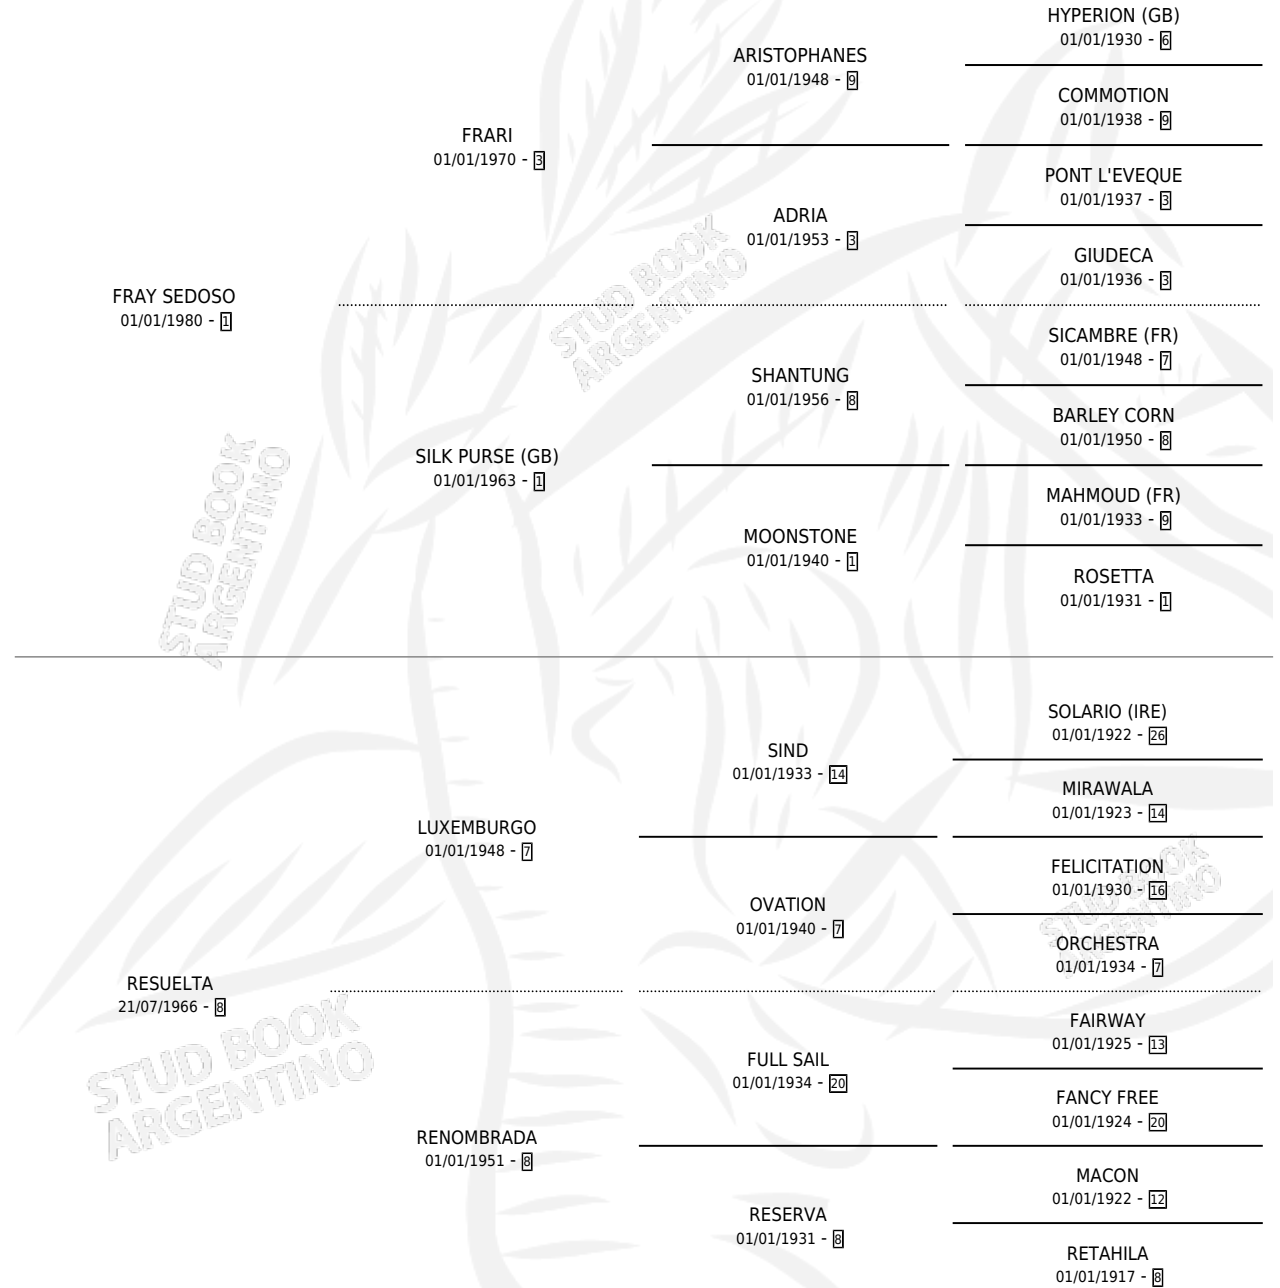 HYPERION (GB)
01/01/1930 - 6
ARISTOPHANES
01/01/1948 - 9
COMMOTION
01/01/1938 - 9
FRARI
01/01/1970 - 3
PONT L'EVEQUE
01/01/1937 - 3
ADRIA
01/01/1953 - 3
GIUDECA
01/01/1936 - 3
FRAY SEDOSO
01/01/1980 - 1
STUD BOOK
ARGENTINO
SICAMBRE (FR)
01/01/1948 - 7
SHANTUNG
01/01/1956 - 8
BARLEY CORN
01/01/1950 - 8
SILK PURSE (GB)
01/01/1963 - 1
MAHMOUD (FR)
01/01/1933 - 9
MOONSTONE
01/01/1940 - 1
ROSETTA
01/01/1931 - 1
STUD BOOK
ARGENTINO
SOLARIO (IRE)
01/01/1922 - 26
SIND
01/01/1933 - 14
MIRAWALA
01/01/1923 - 14
LUXEMBURGO
01/01/1948 - 7
FELICITATION
01/01/1930 - 16
OVATION
01/01/1940 - 7
STUD BOOK
ARGENTINO
ORCHESTRA
01/01/1934 - 7
RESUELTA
21/07/1966 - 8
FAIRWAY
01/01/1925 - 13
FULL SAIL
01/01/1934 - 20
FANCY FREE
01/01/1924 - 20
STUD BOOK
ARGENTINO
RENOMBRADA
01/01/1951 - 8
MACON
01/01/1922 - 12
RESERVA
01/01/1931 - 8
RETAHILA
01/01/1917 - 8